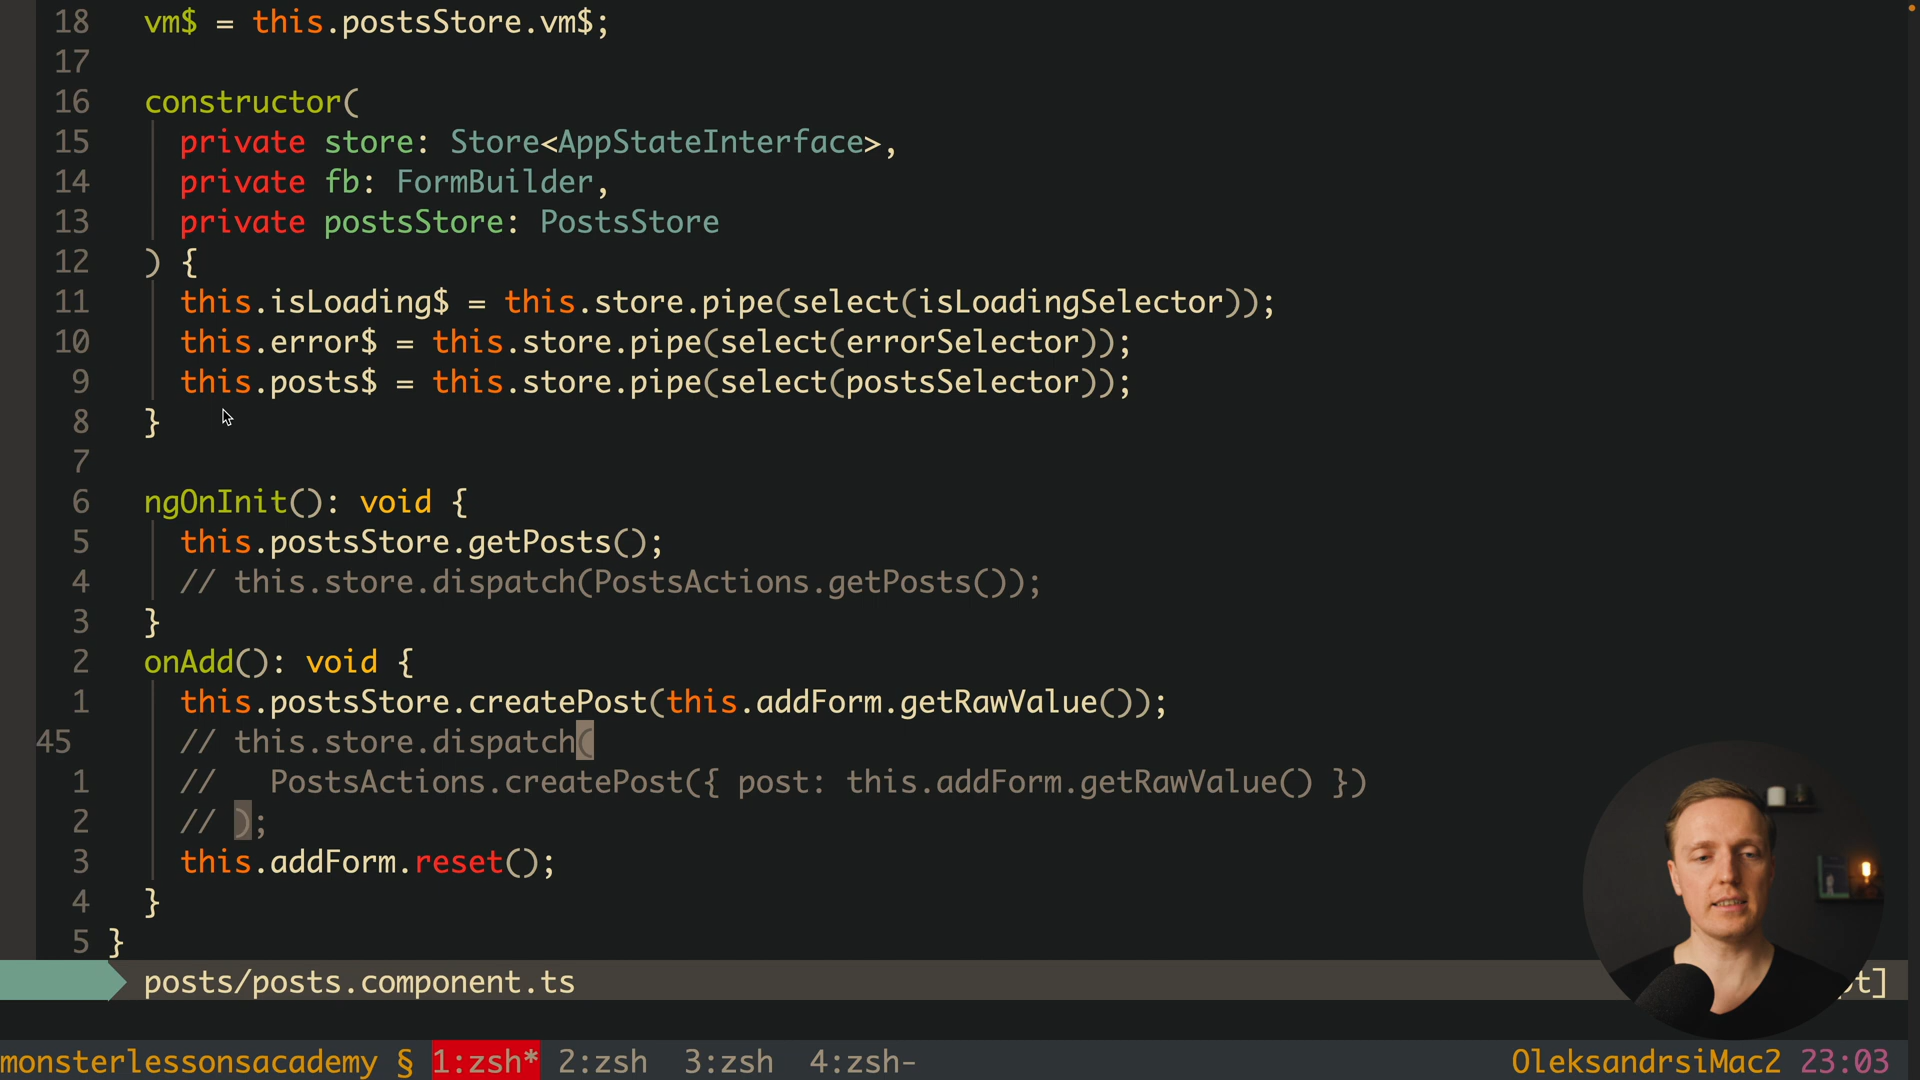 18 vm$ = this.postsStore.vm$;
17
16 constructor(
15 private store: Store<AppStateInterface>,
14 private fb: FormBuilder,
13 private postsStore: PostsStore
12 ) {
11 this.isLoading$ = this.store.pipe(select(isLoadingSelector));
10 this.error$ = this.store.pipe(select(errorSelector));
9 this.posts$ = this.store.pipe(select(postsSelector));
8 }
7
6 ngOnInit(): void {
5 this.postsStore.getPosts();
4 // this.store.dispatch(PostsActions.getPosts());
3 }
2 onAdd(): void {
1 this.postsStore.createPost(this.addForm.getRawValue());
45 // this.store.dispatch(
1 // PostsActions.createPost({ post: this.addForm.getRawValue() })
2 // );
3 this.addForm.reset();
4 }
5 }
posts/posts.component.ts t]
monsterlessonsacademy § 1:zsh* 2:zsh 3:zsh 4:zsh- OleksandrsiMac2 23:03